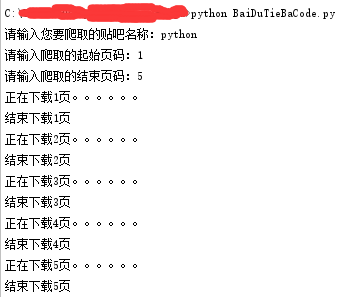 C:\ python BaiDuTieBaCode.py
请输入您要爬取的贴吧名称：python
请输入爬取的起始页码：1
请输入爬取的结束页码：5
正在下载1页。。。。。。
结束下载1页
正在下载2页。。。。。。
结束下载2页
正在下载3页。。。。。。
结束下载3页
正在下载4页。。。。。。
结束下载4页
正在下载5页。。。。。。
结束下载5页